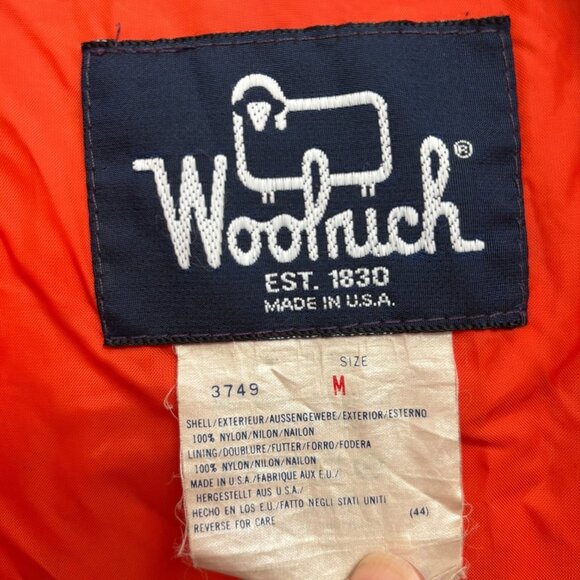 Woolrich®
EST. 1830
MADE IN U.S.A.
SIZE
3749 M
SHELL/EXTERIEUR/AUSSENGEWEBE/EXTERIOR/ESTERNO
100% NYLON/NILON/NAILON
LINING/DOUBLURE/FUTTER/FORRO/FODERA
100% NYLON/NILON/NAILON
MADE IN U.S.A./FABRIQUE AUX E.U./
HERGESTELLT AUS U.S.A./
HECHO EN LOS E.U./FATTO NEGLI STATI UNITI
REVERSE FOR CARE (44)